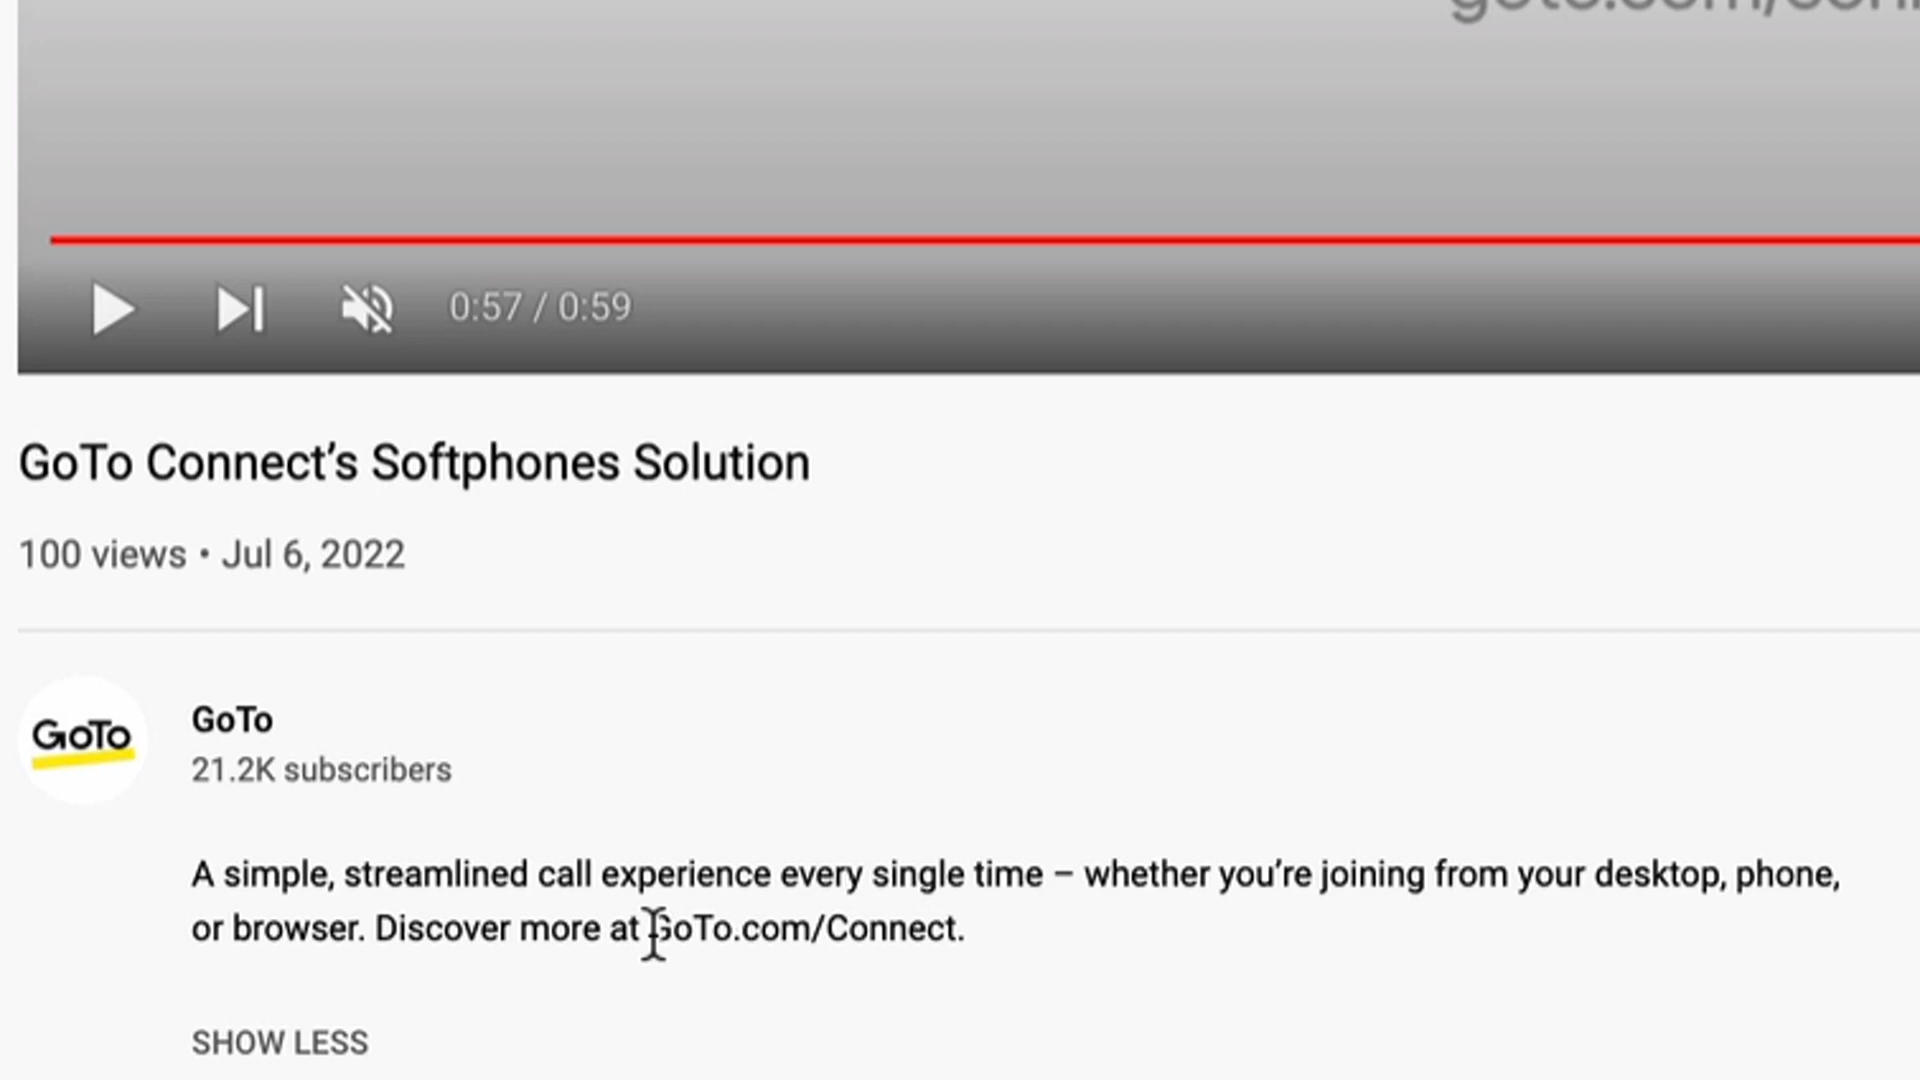 0:57 / 0:59
GoTo Connect’s Softphones Solution
100 views • Jul 6, 2022
GoTo
GoTo
21.2K subscribers
A simple, streamlined call experience every single time – whether you’re joining from your desktop, phone,
or browser. Discover more at GoTo.com/Connect.
SHOW LESS